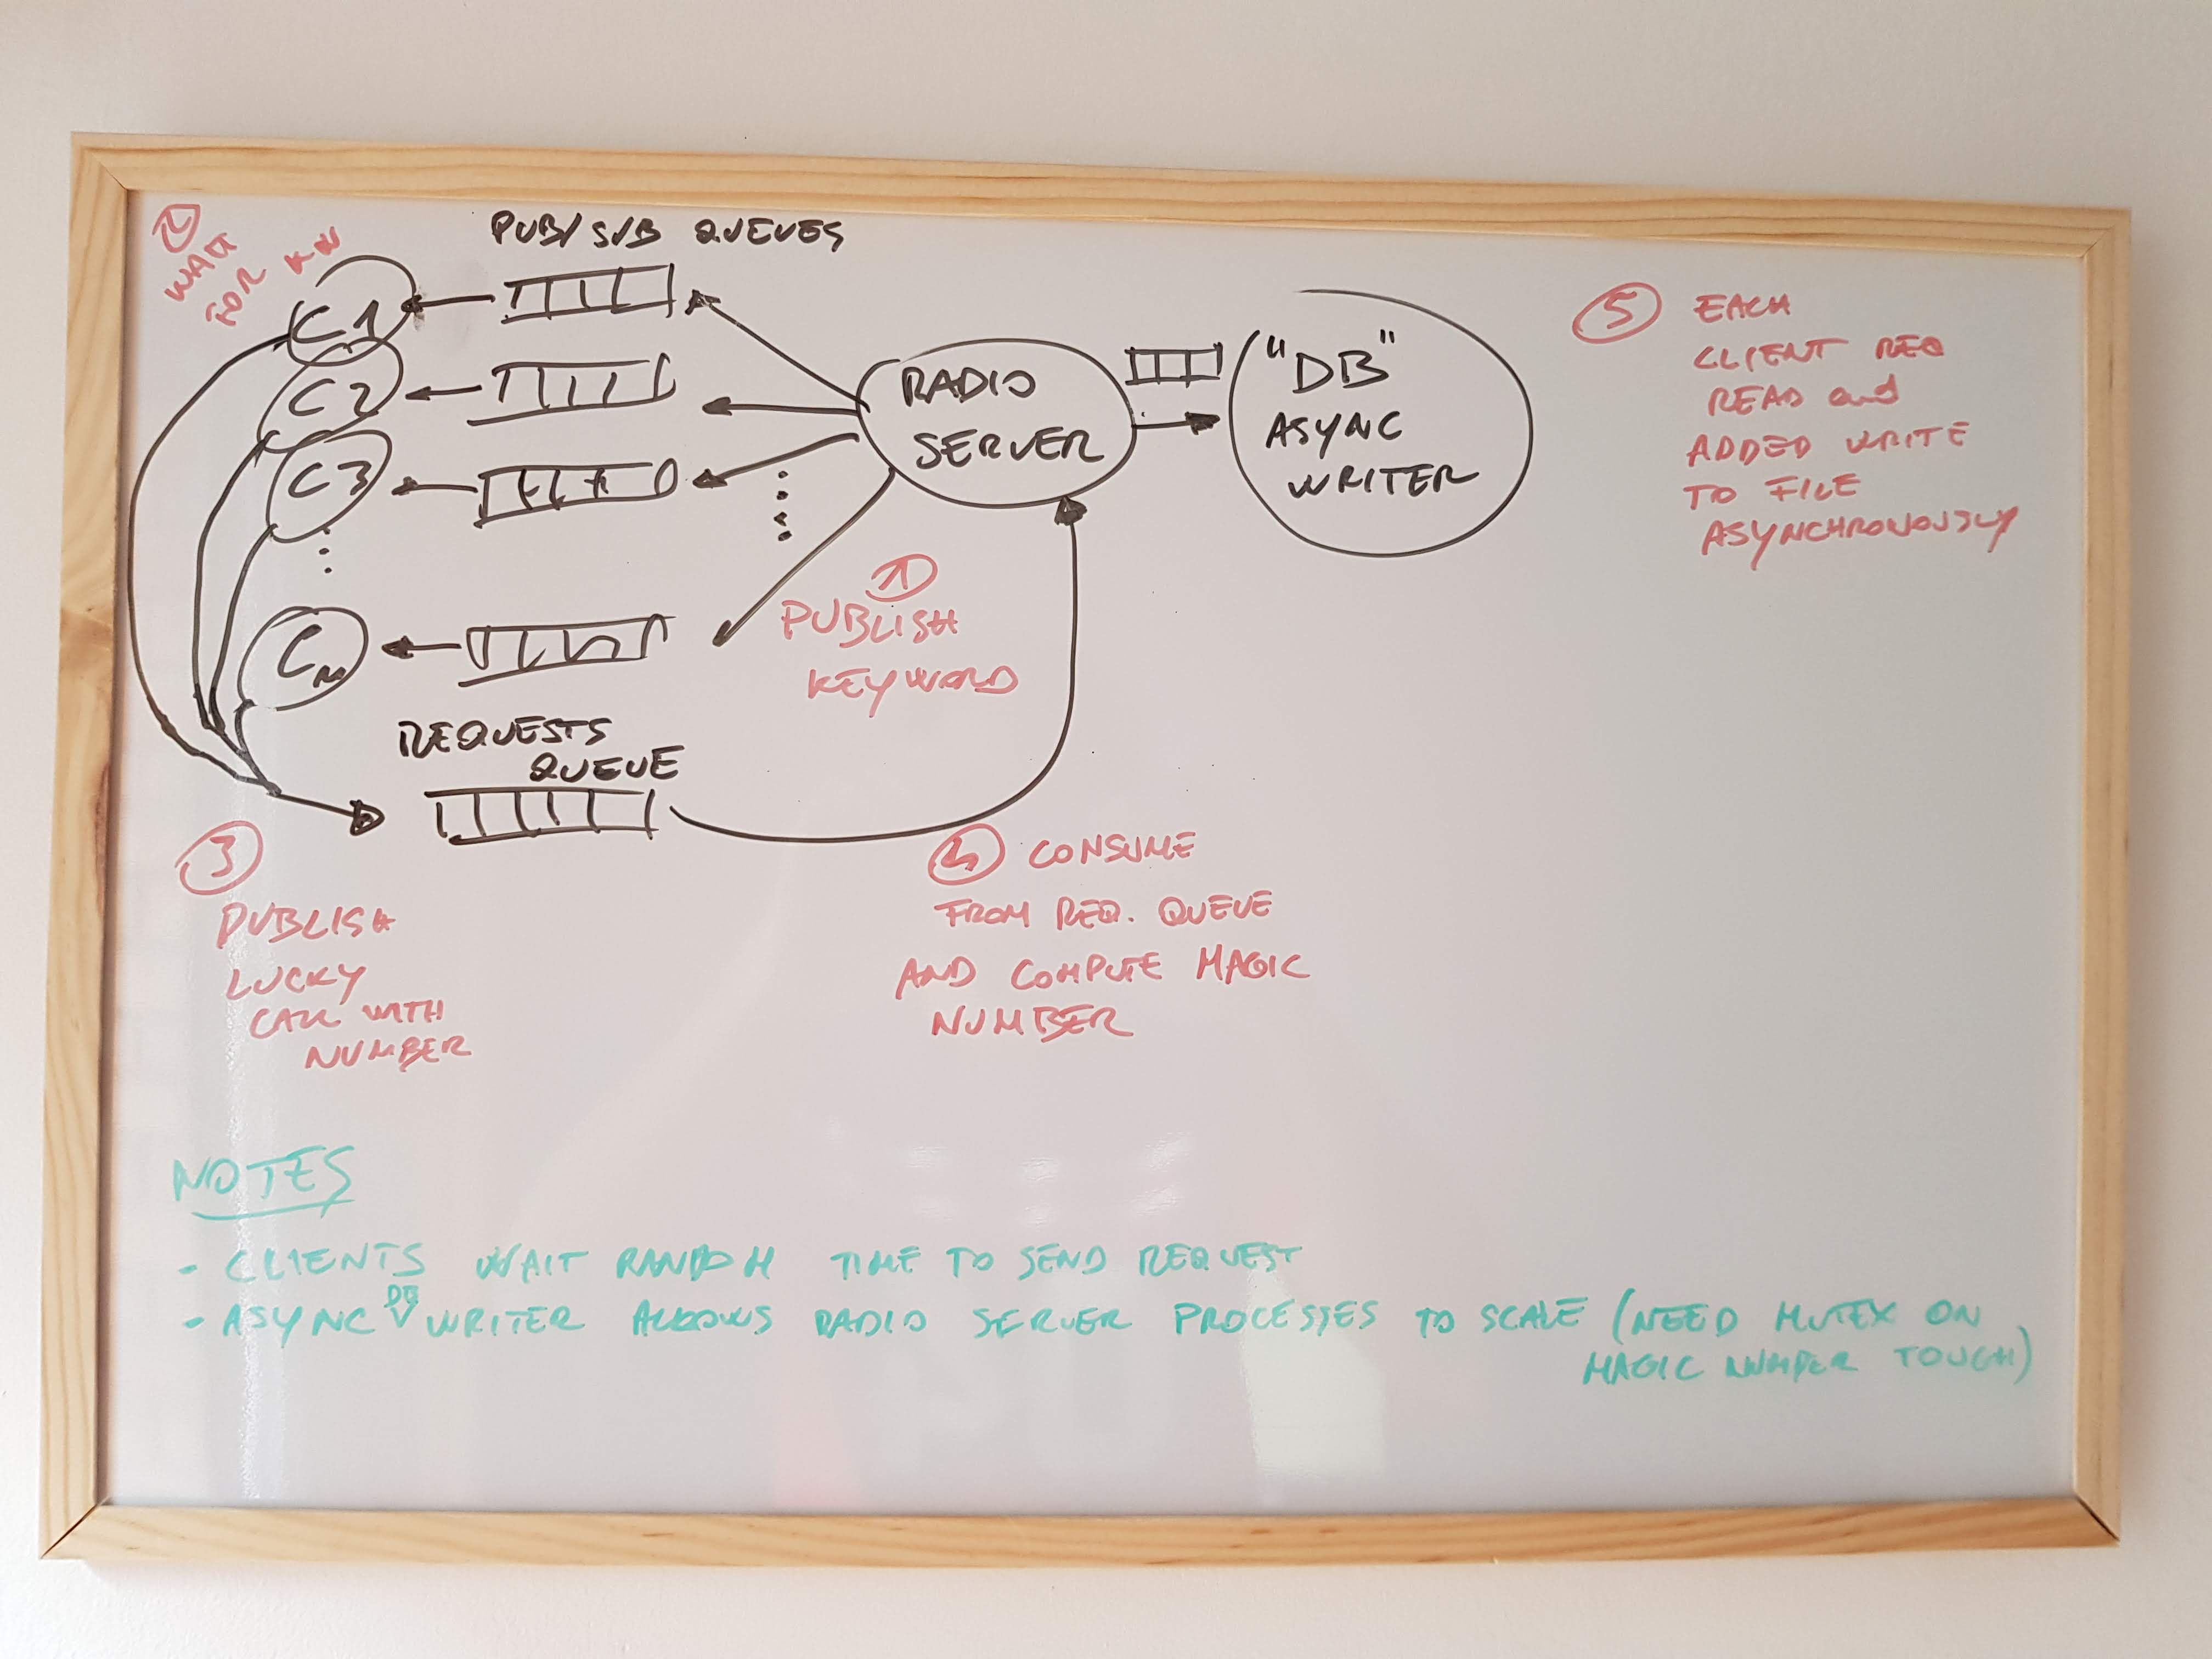 PUB/SUB QUEUES
2
WAIT
FOR KW
C1
C2
C3
Cn
RADIO
SERVER
"DB"
ASYNC
WRITER
5 EACH
CLIENT REQ
READ and
ADDED WRITE
TO FILE
ASYNCHRONOUSLY
1
PUBLISH
KEYWORD
REQUESTS
QUEUE
3
PUBLISH
LUCKY
CALL WITH
NUMBER
4 CONSUME
FROM REQ. QUEUE
AND COMPUTE MAGIC
NUMBER
NOTES
- CLIENTS WAIT RANDOM TIME TO SEND REQUEST
- ASYNC DB WRITER ALLOWS RADIO SERVER PROCESSES TO SCALE (NEED MUTEX ON
MAGIC NUMBER TOUGH)